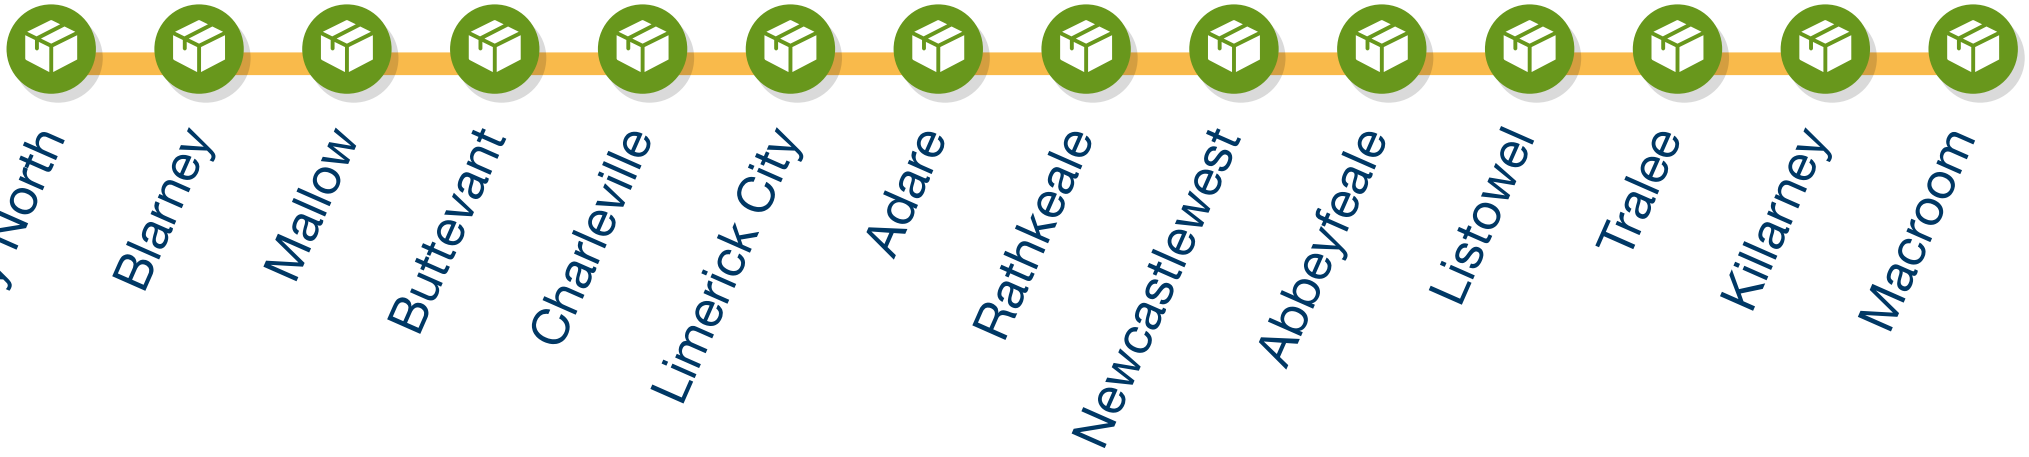 North
Blarney
Mallow
Buttevant
Charleville
Limerick City
Adare
Rathkeale
Newcastlewest
Abbeyfeale
Listowel
Tralee
Killarney
Macroom